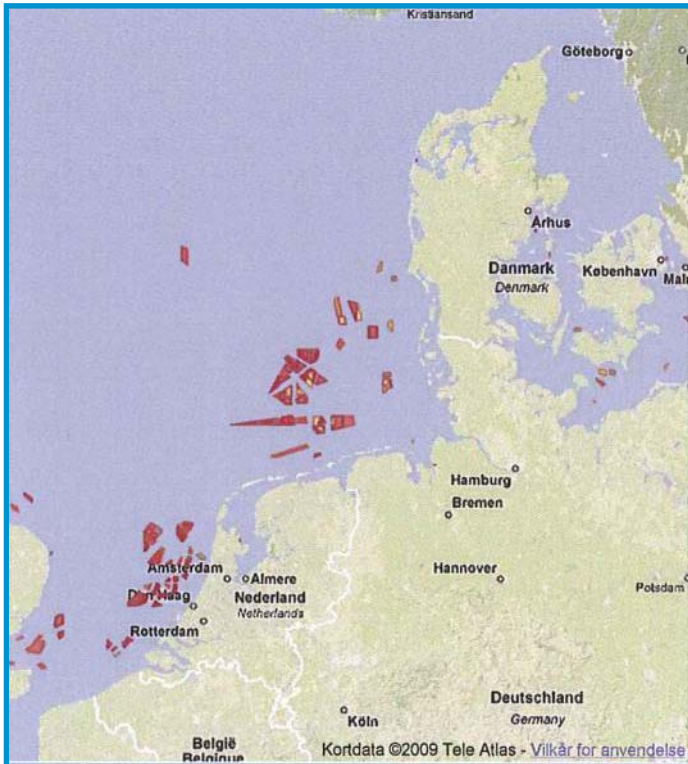 Kristiansand
Göteborg
Århus
Danmark
Denmark
København
Hamburg
Bremen
Amsterdam
Almere
Hannover
Potsdam
Haag
Nederland
Netherlands
Rotterdam
Deutschland
Germany
Köln
België
Belgique
Kortdata ©2009 Tele Atlas - Vilkår for anvendelse